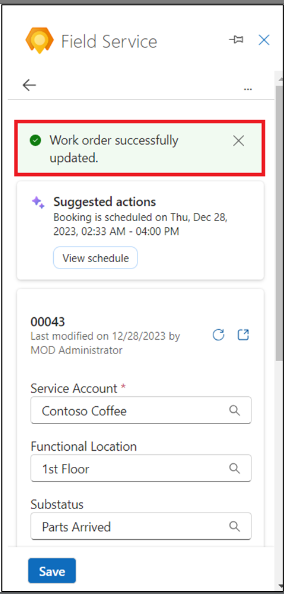 Field Service
...
Work order successfully
updated.
Suggested actions
Booking is scheduled on Thu, Dec 28,
2023, 02:33 AM - 04:00 PM
View schedule
00043
Last modified on 12/28/2023 by
MOD Administrator
Service Account *
Contoso Coffee
Functional Location
1st Floor
Substatus
Parts Arrived
Save